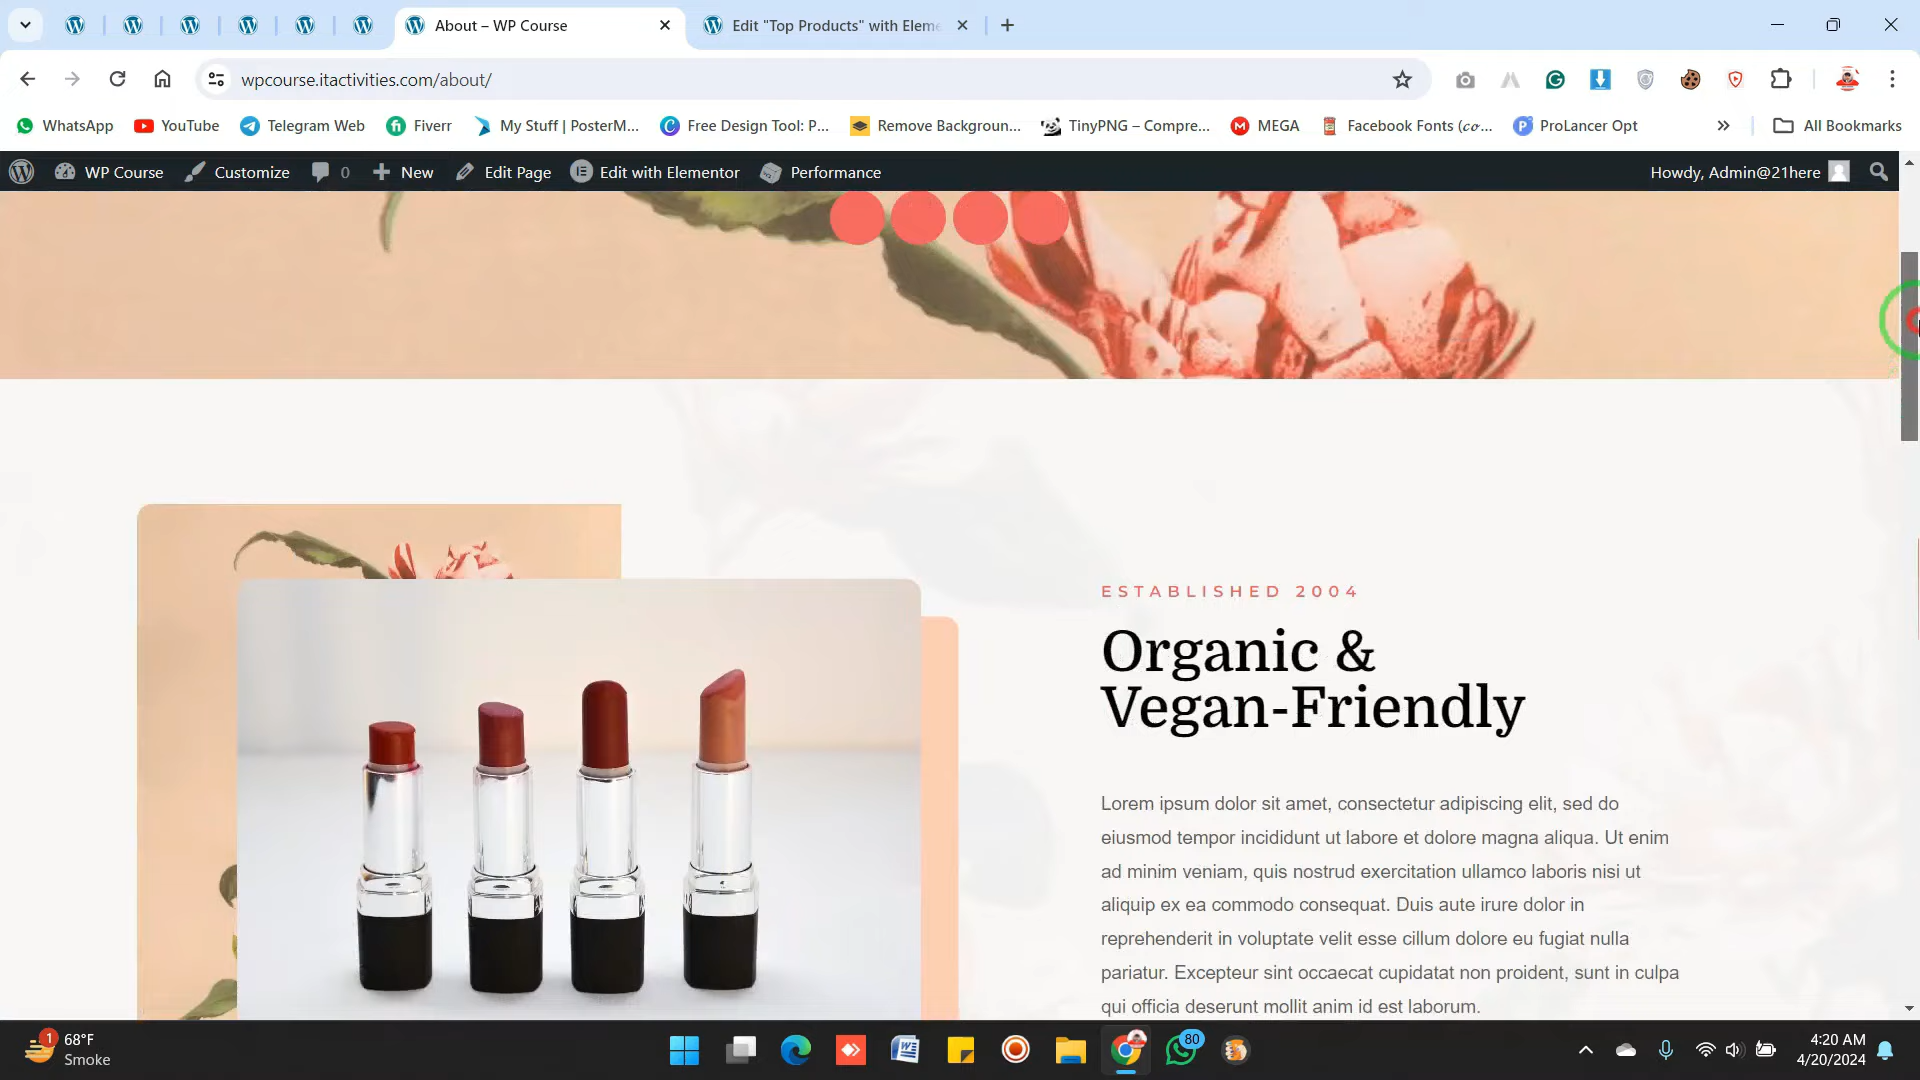 About – WP Course
Edit "Top Products" with Eleme
wpcourse.itactivities.com/about/
WhatsApp
YouTube
Telegram Web
Fiverr
My Stuff | PosterM...
Free Design Tool: P...
Remove Backgroun...
TinyPNG – Compre...
MEGA
Facebook Fonts (𝒸𝑜...
ProLancer Opt
All Bookmarks
WP Course
Customize
0
New
Edit Page
Edit with Elementor
Performance
Howdy, Admin@21here
ESTABLISHED 2004
Organic &
Vegan-Friendly
Lorem ipsum dolor sit amet, consectetur adipiscing elit, sed do
eiusmod tempor incididunt ut labore et dolore magna aliqua. Ut enim
ad minim veniam, quis nostrud exercitation ullamco laboris nisi ut
aliquip ex ea commodo consequat. Duis aute irure dolor in
reprehenderit in voluptate velit esse cillum dolore eu fugiat nulla
pariatur. Excepteur sint occaecat cupidatat non proident, sunt in culpa
qui officia deserunt mollit anim id est laborum.
1
68°F
Smoke
80
4:20 AM
4/20/2024